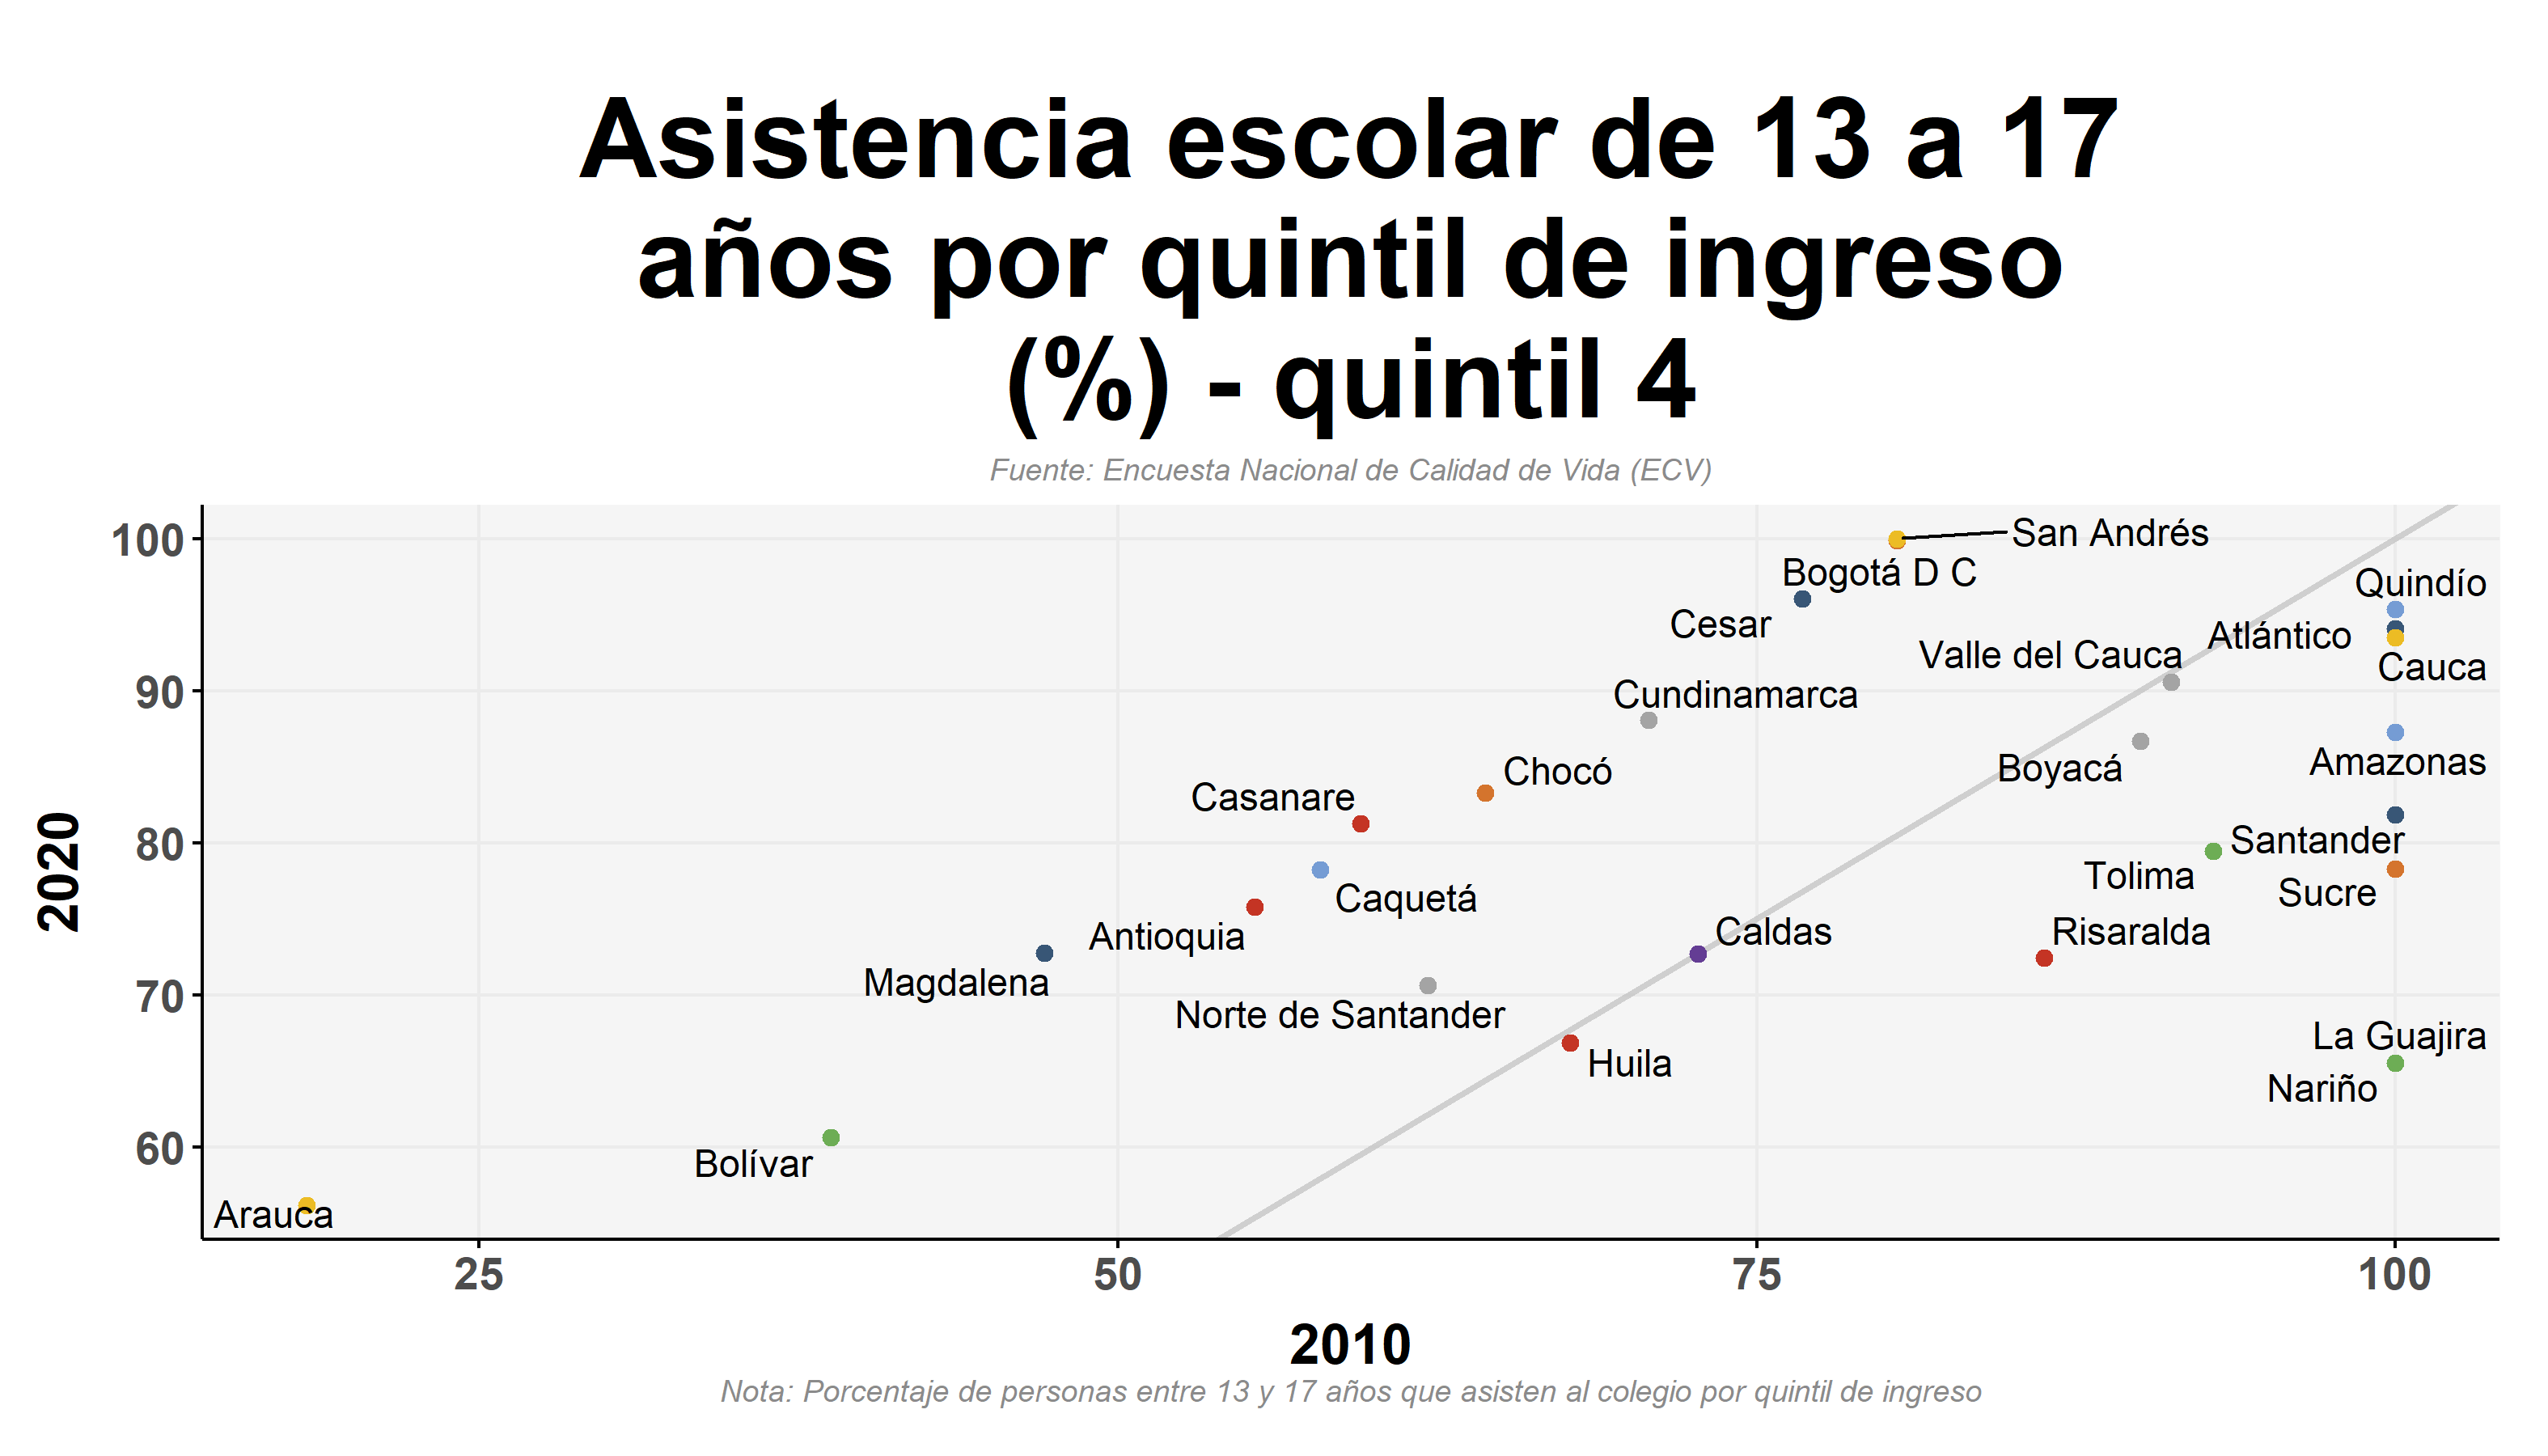 Asistencia escolar de 13 a 17
años por quintil de ingreso
(%) - quintil 4
Fuente: Encuesta Nacional de Calidad de Vida (ECV)
100
90
80
70
60
2020
San Andrés
Bogotá D C
Quindío
Cesar
Atlántico
Valle del Cauca
Cauca
Cundinamarca
Amazonas
Boyacá
Chocó
Casanare
Santander
Tolima
Sucre
Caquetá
Antioquia
Caldas
Risaralda
Magdalena
Norte de Santander
La Guajira
Huila
Nariño
Bolívar
Arauca
25
50
75
100
2010
Nota: Porcentaje de personas entre 13 y 17 años que asisten al colegio por quintil de ingreso